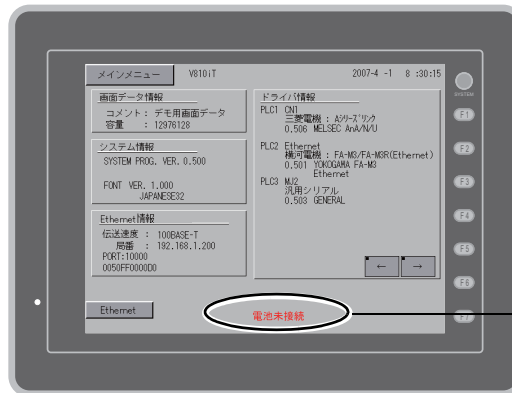 メインメニュー V810iT 2007-4 -1 8 :30:15
画面データ情報
コメント： デモ用画面データ
容量 ： 12976128
システム情報
SYSTEM PROG. VER. 0.500
FONT VER. 1.000
JAPANESE32
Ethernet情報
伝送速度 ： 100BASE-T
局番 ： 192.168.1.200
PORT:10000
0050FF0000D0
ドライバ情報
PLC1 CN1
三菱電機 ： Aシリーズリンク
0.506 MELSEC AnA/N/U
PLC2 Ethernet
横河電機 ： FA-M3/FA-M3R(Ethernet)
0.501 YOKOGAWA FA-M3
Ethernet
PLC3 MJ2
汎用シリアル
0.503 GENERAL
← →
Ethernet
電池未接続
SYSTEM
F1
F2
F3
F4
F5
F6
F7